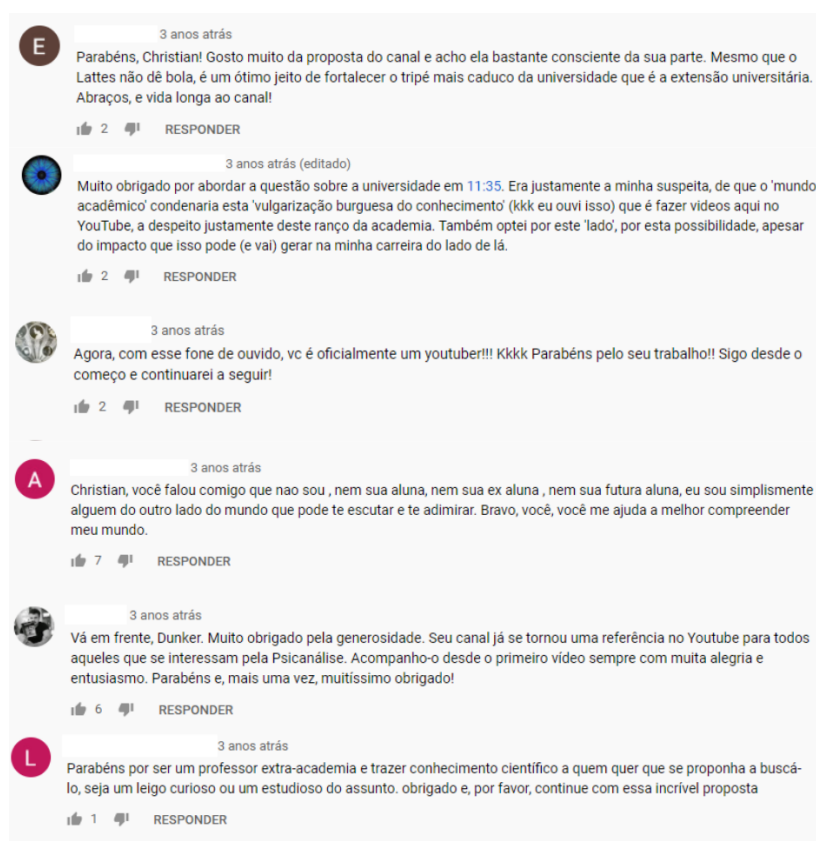 E
3 anos atrás
Parabéns, Christian! Gosto muito da proposta do canal e acho ela bastante consciente da sua parte. Mesmo que o
Lattes não dê bola, é um ótimo jeito de fortalecer o tripé mais caduco da universidade que é a extensão universitária.
Abraços, e vida longa ao canal!
2 RESPONDER
3 anos atrás (editado)
Muito obrigado por abordar a questão sobre a universidade em 11:35. Era justamente a minha suspeita, de que o 'mundo
acadêmico' condenaria esta 'vulgarização burguesa do conhecimento' (kkk eu ouvi isso) que é fazer videos aqui no
YouTube, a despeito justamente deste ranço da academia. Também optei por este 'lado', por esta possibilidade, apesar
do impacto que isso pode (e vai) gerar na minha carreira do lado de lá.
2 RESPONDER
3 anos atrás
Agora, com esse fone de ouvido, vc é oficialmente um youtuber!!! Kkkk Parabéns pelo seu trabalho!! Sigo desde o
começo e continuarei a seguir!
2 RESPONDER
A
3 anos atrás
Christian, você falou comigo que nao sou , nem sua aluna, nem sua ex aluna , nem sua futura aluna, eu sou simplismente
alguem do outro lado do mundo que pode te escutar e te adimirar. Bravo, você, você me ajuda a melhor compreender
meu mundo.
7 RESPONDER
3 anos atrás
Vá em frente, Dunker. Muito obrigado pela generosidade. Seu canal já se tornou uma referência no Youtube para todos
aqueles que se interessam pela Psicanálise. Acompanho-o desde o primeiro vídeo sempre com muita alegria e
entusiasmo. Parabéns e, mais uma vez, muitíssimo obrigado!
6 RESPONDER
L
3 anos atrás
Parabéns por ser um professor extra-academia e trazer conhecimento científico a quem quer que se proponha a buscá-
lo, seja um leigo curioso ou um estudioso do assunto. obrigado e, por favor, continue com essa incrível proposta
1 RESPONDER